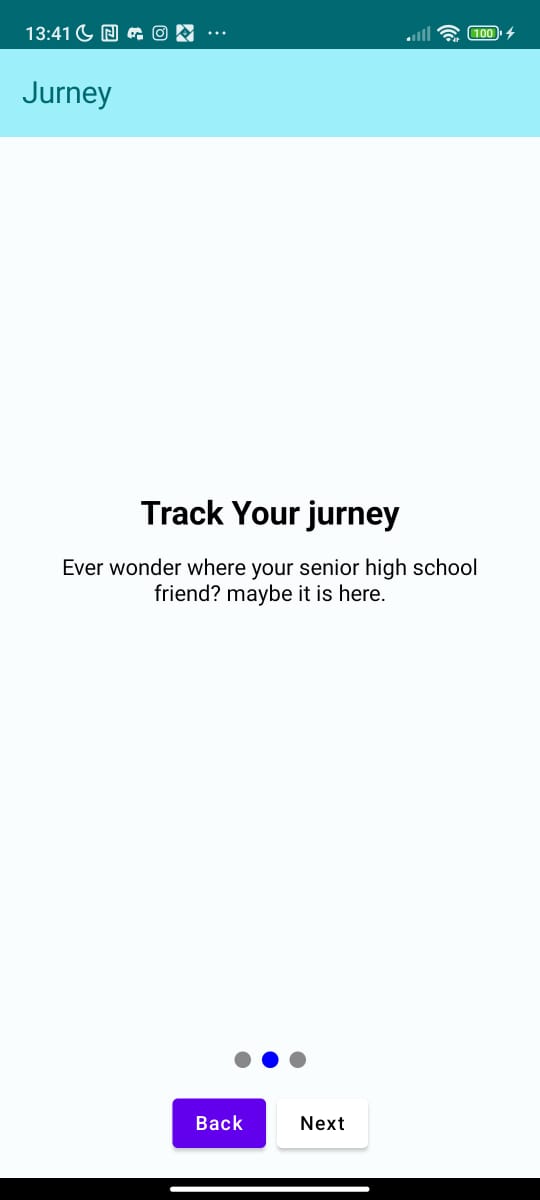 13:41
100
Jurney
Track Your jurney
Ever wonder where your senior high school
friend? maybe it is here.
Back
Next